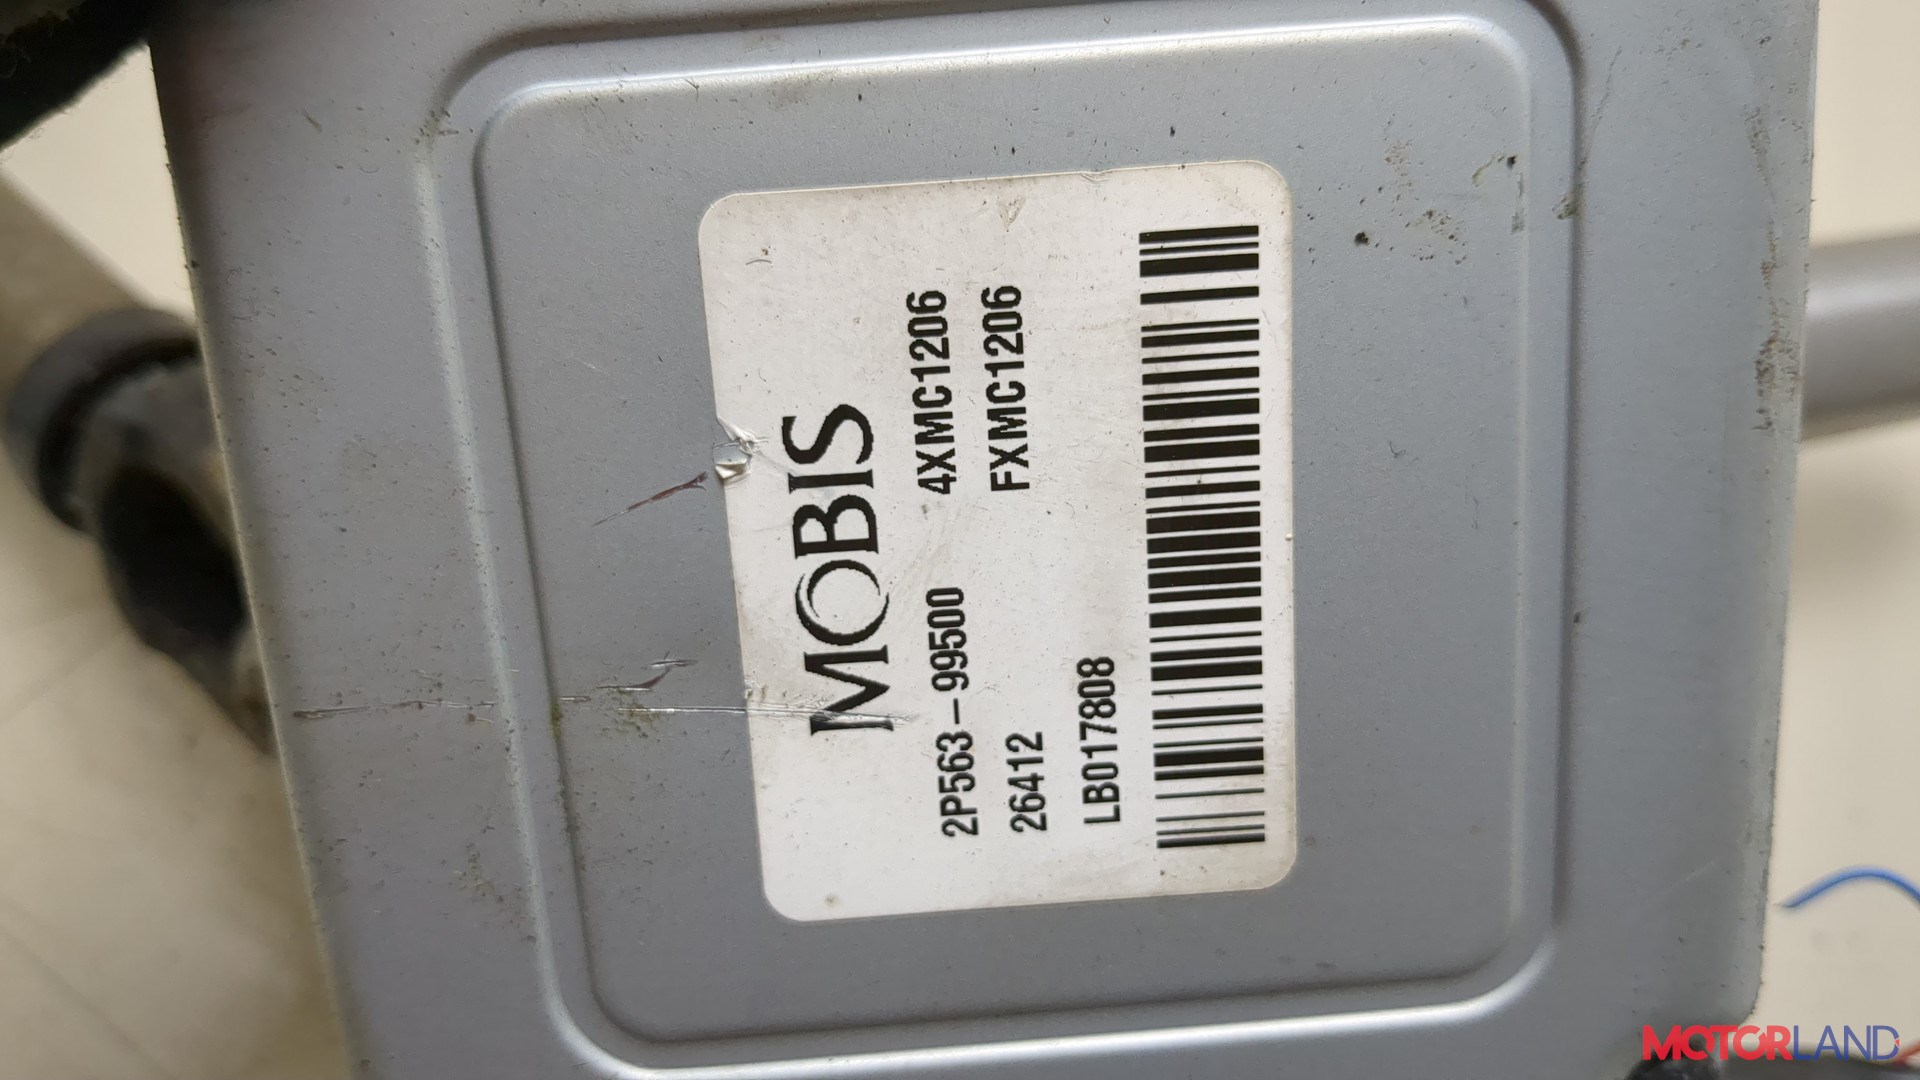 MOBIS
2P563-99500 4XMC1206
26412 FXMC1206
LB017808
MOTORLAND